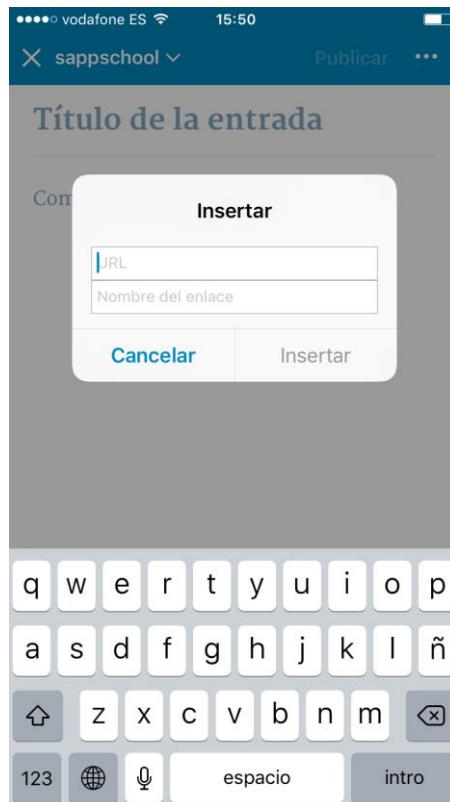 vodafone ES 15:50
sappschool Publicar
Título de la entrada
Com
Insertar
URL
Nombre del enlace
Cancelar Insertar
q w e r t y u i o p
a s d f g h j k l ñ
z x c v b n m
123 espacio intro